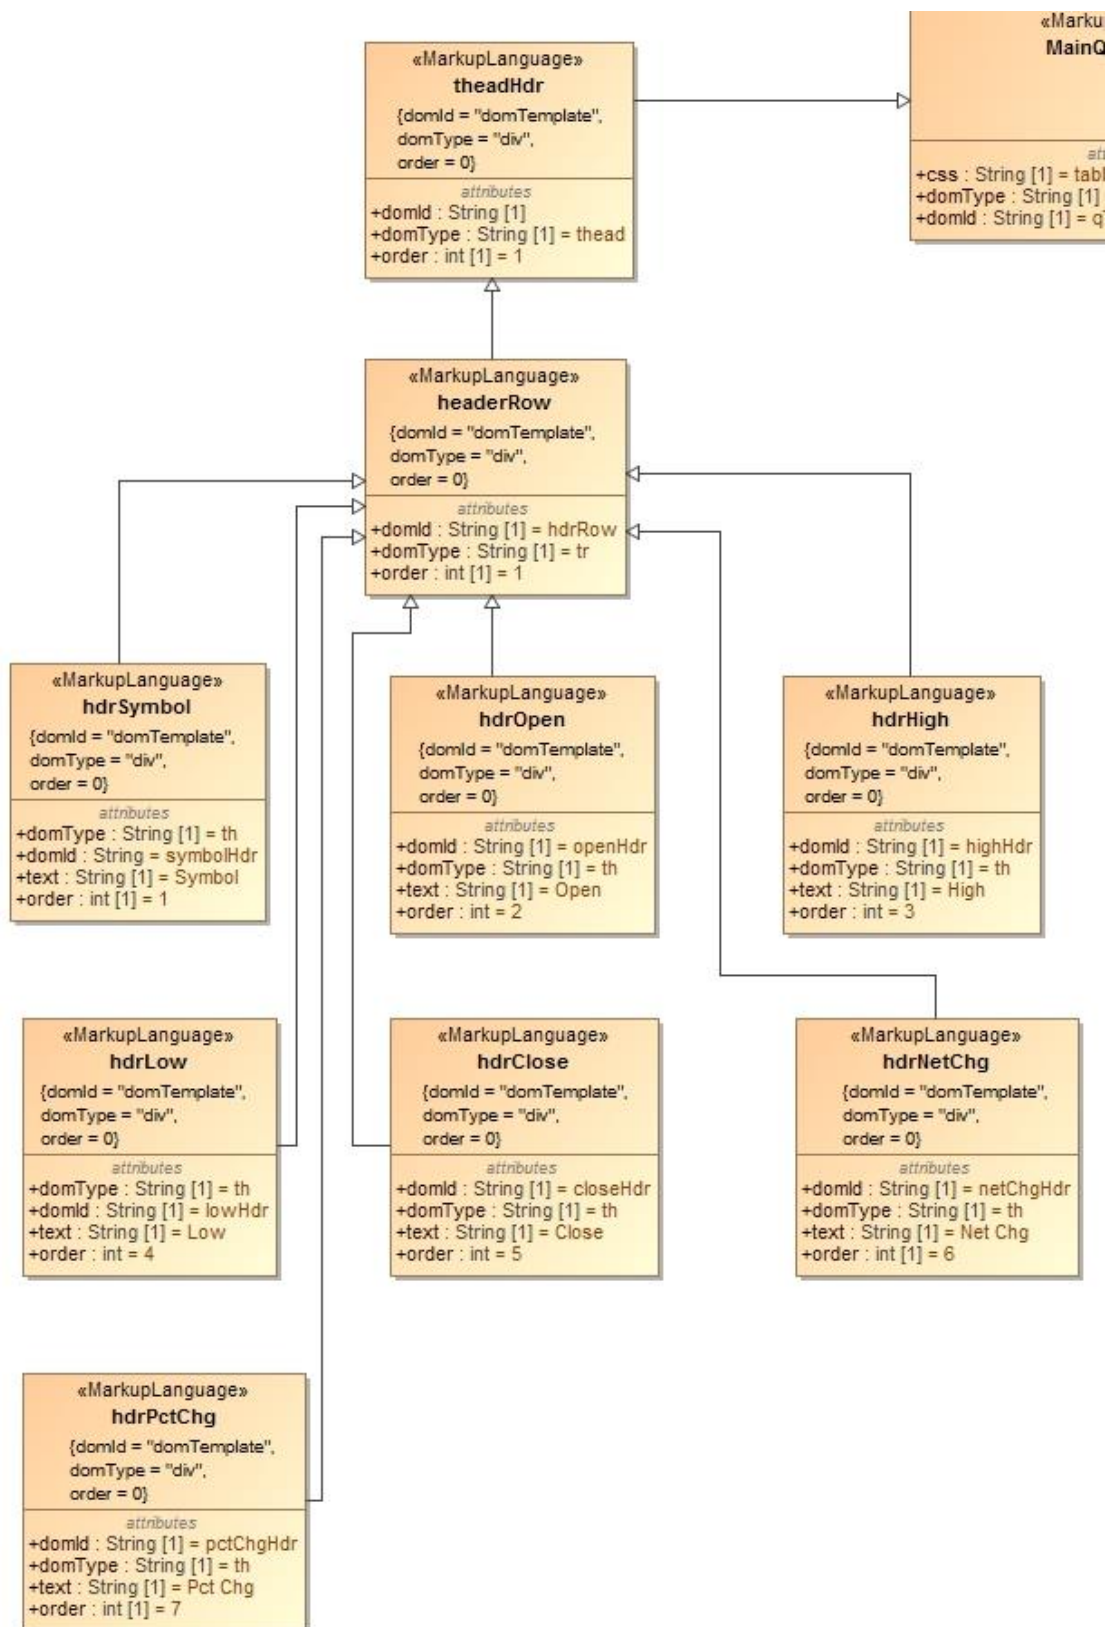 «MarkupLanguage»
theadHdr
{domId = "domTemplate",
domType = "div",
order = 0}
attributes
+domId : String [1]
+domType : String [1] = thead
+order : int [1] = 1
+css : String [1] =
+domType : String [1]
+domId : String [1] =
«MarkupLanguage»
headerRow
{domId = "domTemplate",
domType = "div",
order = 0}
attributes
+domId : String [1] = hdrRow
+domType : String [1] = tr
+order : int [1] = 1
«MarkupLanguage»
hdrSymbol
{domId = "domTemplate",
domType = "div",
order = 0}
attributes
+domType : String [1] = th
+domId : String = symbolHdr
+text : String [1] = Symbol
+order : int [1] = 1
«MarkupLanguage»
hdrOpen
{domId = "domTemplate",
domType = "div",
order = 0}
attributes
+domId : String [1] = openHdr
+domType : String [1] = th
+text : String [1] = Open
+order : int = 2
«MarkupLanguage»
hdrHigh
{domId = "domTemplate",
domType = "div",
order = 0}
attributes
+domId : String [1] = highHdr
+domType : String [1] = th
+text : String [1] = High
+order : int = 3
«MarkupLanguage»
hdrLow
{domId = "domTemplate",
domType = "div",
order = 0}
attributes
+domType : String [1] = th
+domId : String [1] = lowHdr
+text : String [1] = Low
+order : int = 4
«MarkupLanguage»
hdrClose
{domId = "domTemplate",
domType = "div",
order = 0}
attributes
+domId : String [1] = closeHdr
+domType : String [1] = th
+text : String [1] = Close
+order : int = 5
«MarkupLanguage»
hdrNetChg
{domId = "domTemplate",
domType = "div",
order = 0}
attributes
+domId : String [1] = netChgHdr
+domType : String [1] = th
+text : String [1] = Net Chg
+order : int [1] = 6
«MarkupLanguage»
hdrPctChg
{domId = "domTemplate",
domType = "div",
order = 0}
attributes
+domId : String [1] = pctChgHdr
+domType : String [1] = th
+text : String [1] = Pct Chg
+order : int [1] = 7